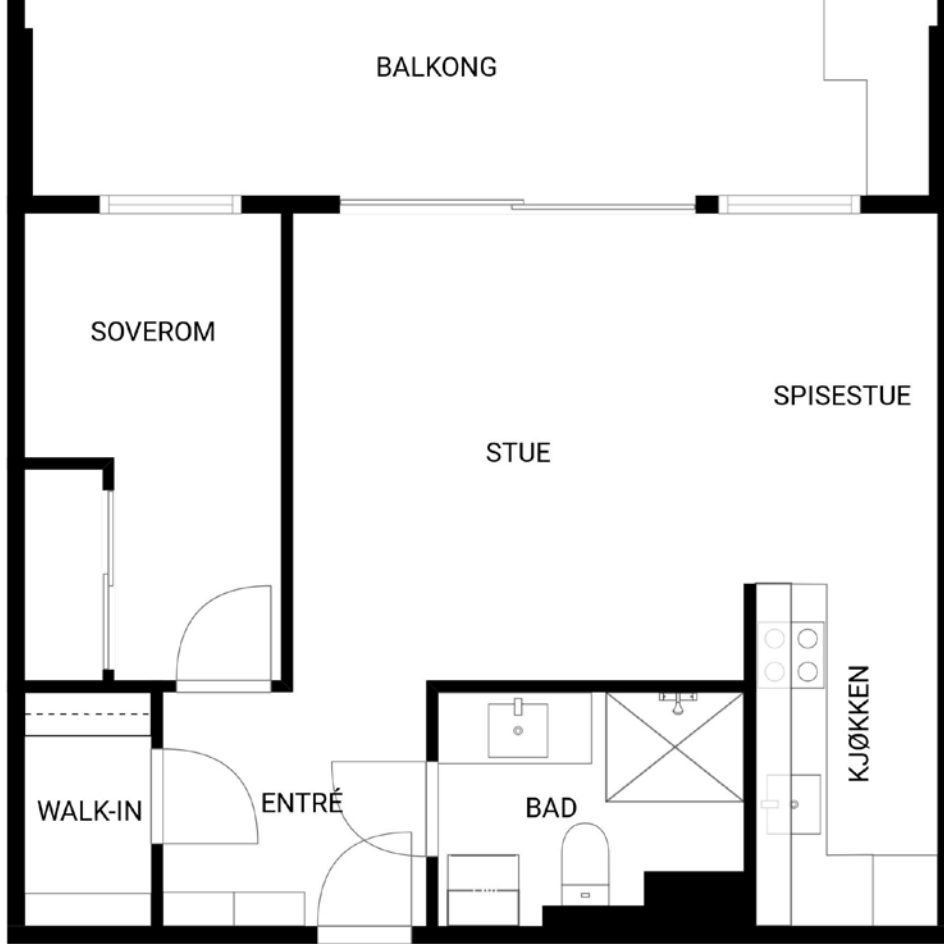 BALKONG
SOVEROM
SPISESTUE
STUE
KJØKKEN
WALK-IN
ENTRÉ
BAD